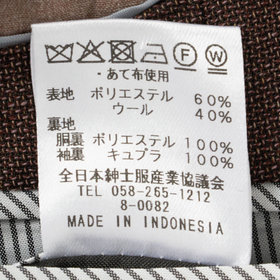 F W
・あて布使用
表地 ポリエステル 60%
ウール 40%
裏地
胴裏 ポリエステル 100%
袖裏 キュプラ 100%
全日本紳士服産業協議会
TEL 058-265-1212
8-0082
MADE IN INDONESIA